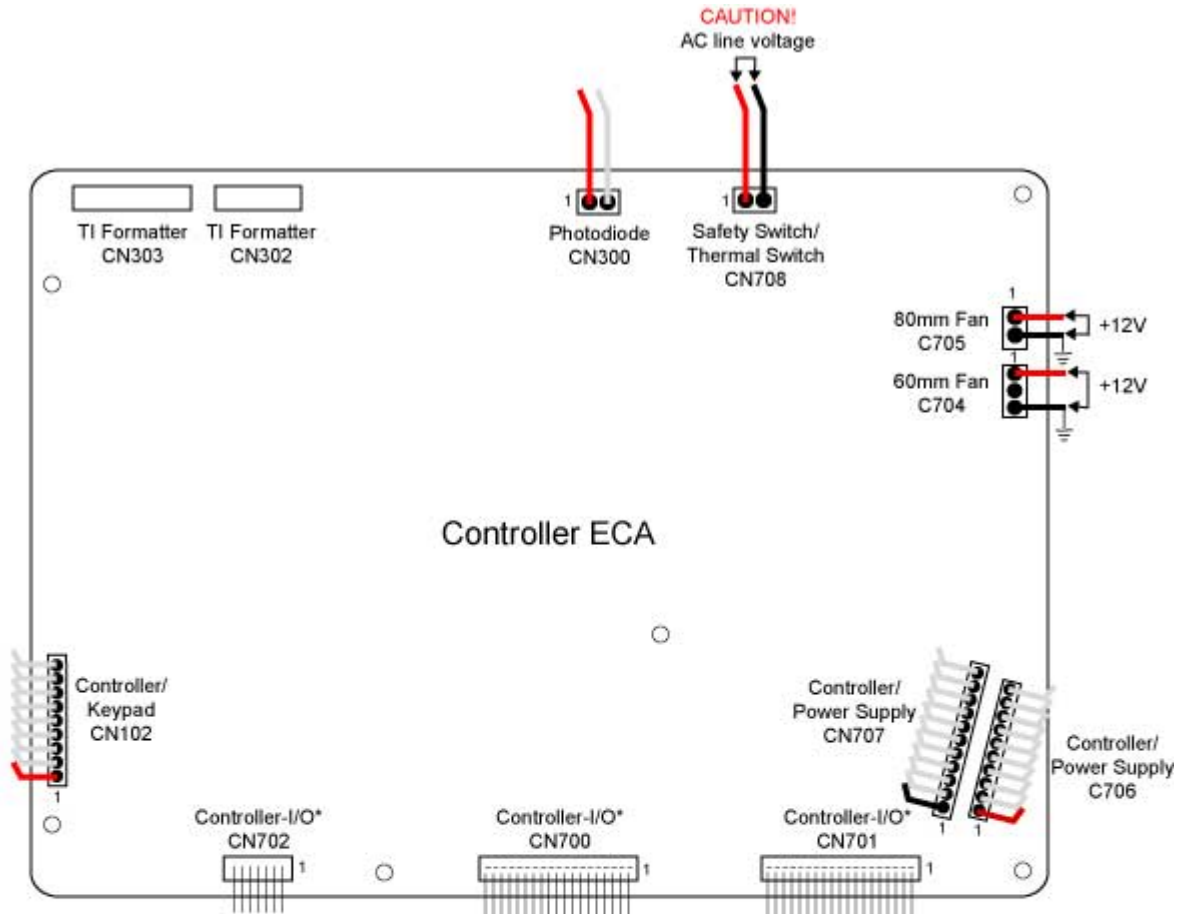 CAUTION!
AC line voltage
1
1
TI Formatter
CN303
TI Formatter
CN302
Photodiode
CN300
Safety Switch/
Thermal Switch
CN708
1
80mm Fan
C705
+12V
1
60mm Fan
C704
+12V
Controller ECA
Controller/
Keypad
CN102
1
Controller/
Power Supply
CN707
1
Controller/
Power Supply
C706
1
Controller-I/O*
CN702
1
Controller-I/O*
CN700
1
Controller-I/O*
CN701
1